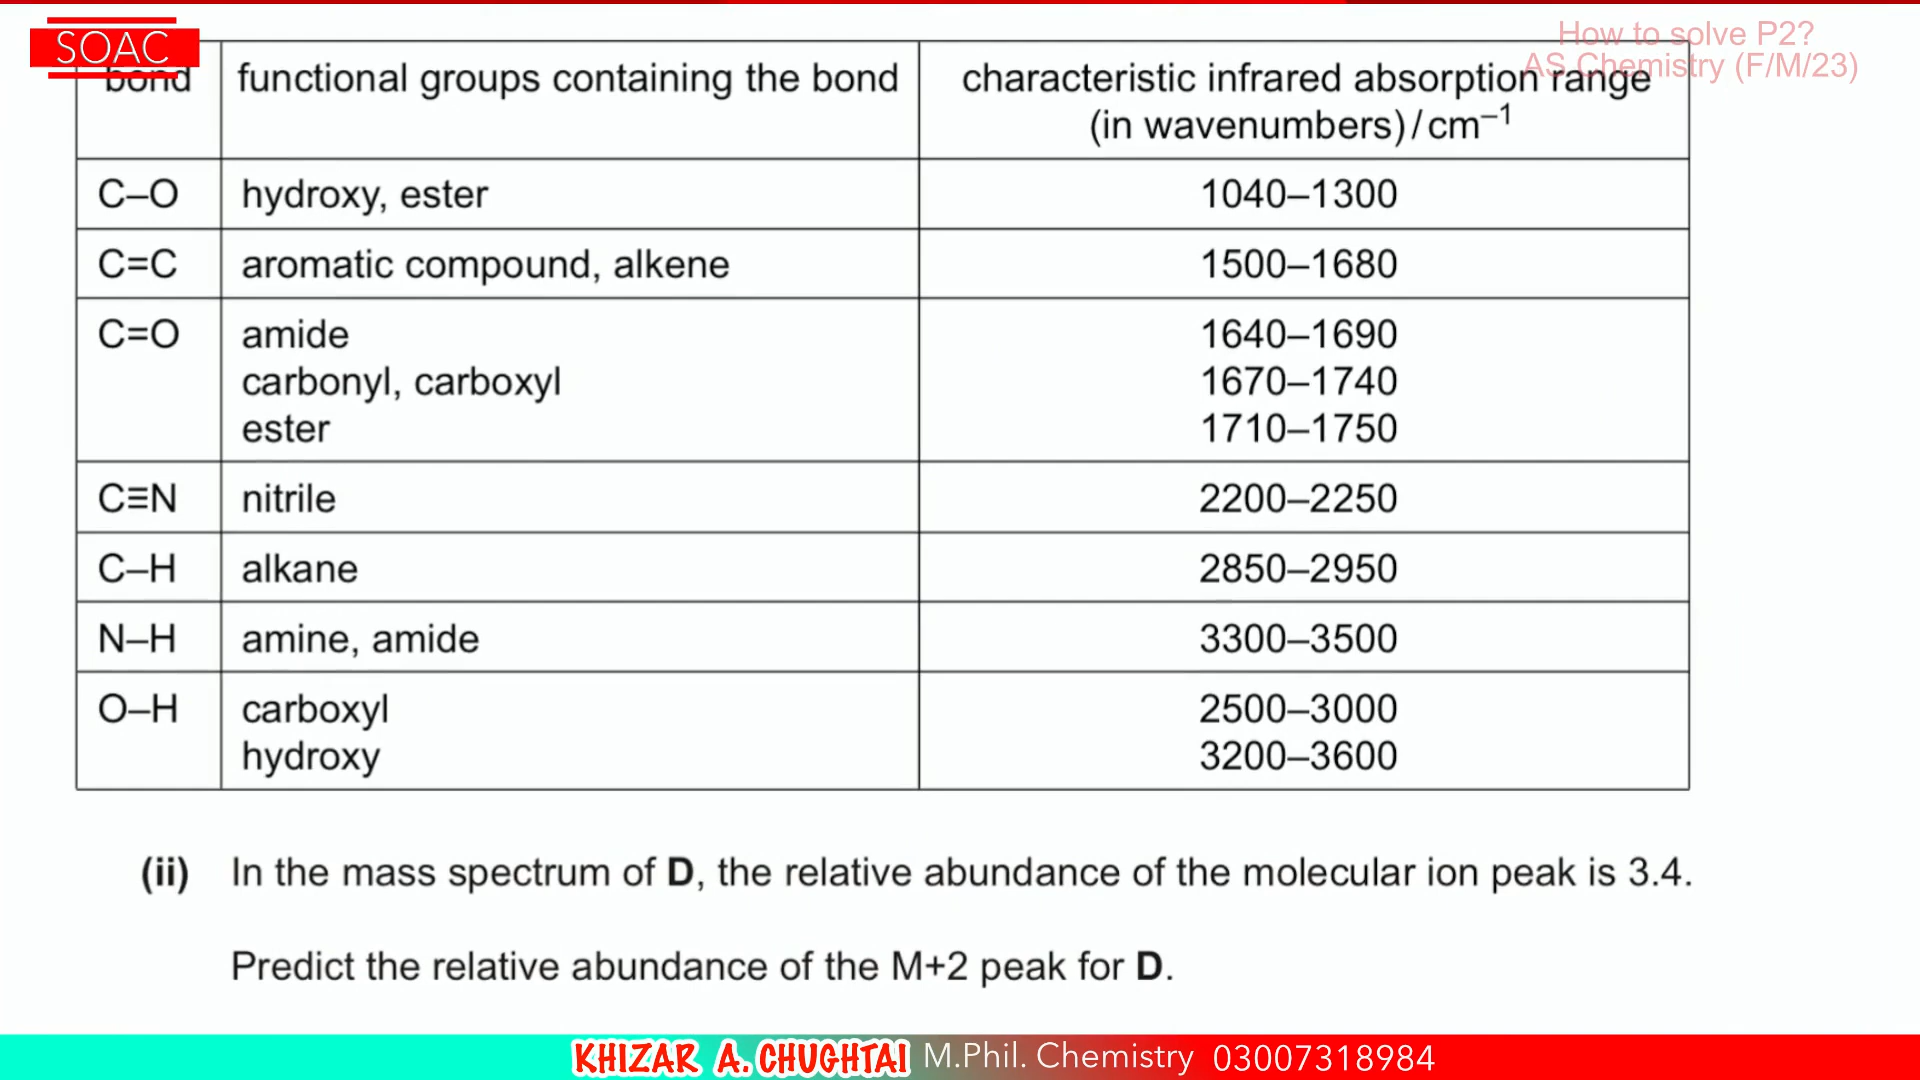 SOAC
How to solve P2?
AS Chemistry (F/M/23)
bond functional groups containing the bond characteristic infrared absorption range
(in wavenumbers)/cm⁻¹
C–O hydroxy, ester 1040–1300
C=C aromatic compound, alkene 1500–1680
C=O amide 1640–1690
carbonyl, carboxyl 1670–1740
ester 1710–1750
C≡N nitrile 2200–2250
C–H alkane 2850–2950
N–H amine, amide 3300–3500
O–H carboxyl 2500–3000
hydroxy 3200–3600
(ii) In the mass spectrum of D, the relative abundance of the molecular ion peak is 3.4.
Predict the relative abundance of the M+2 peak for D.
KHIZAR A. CHUGHTAI M.Phil. Chemistry 03007318984